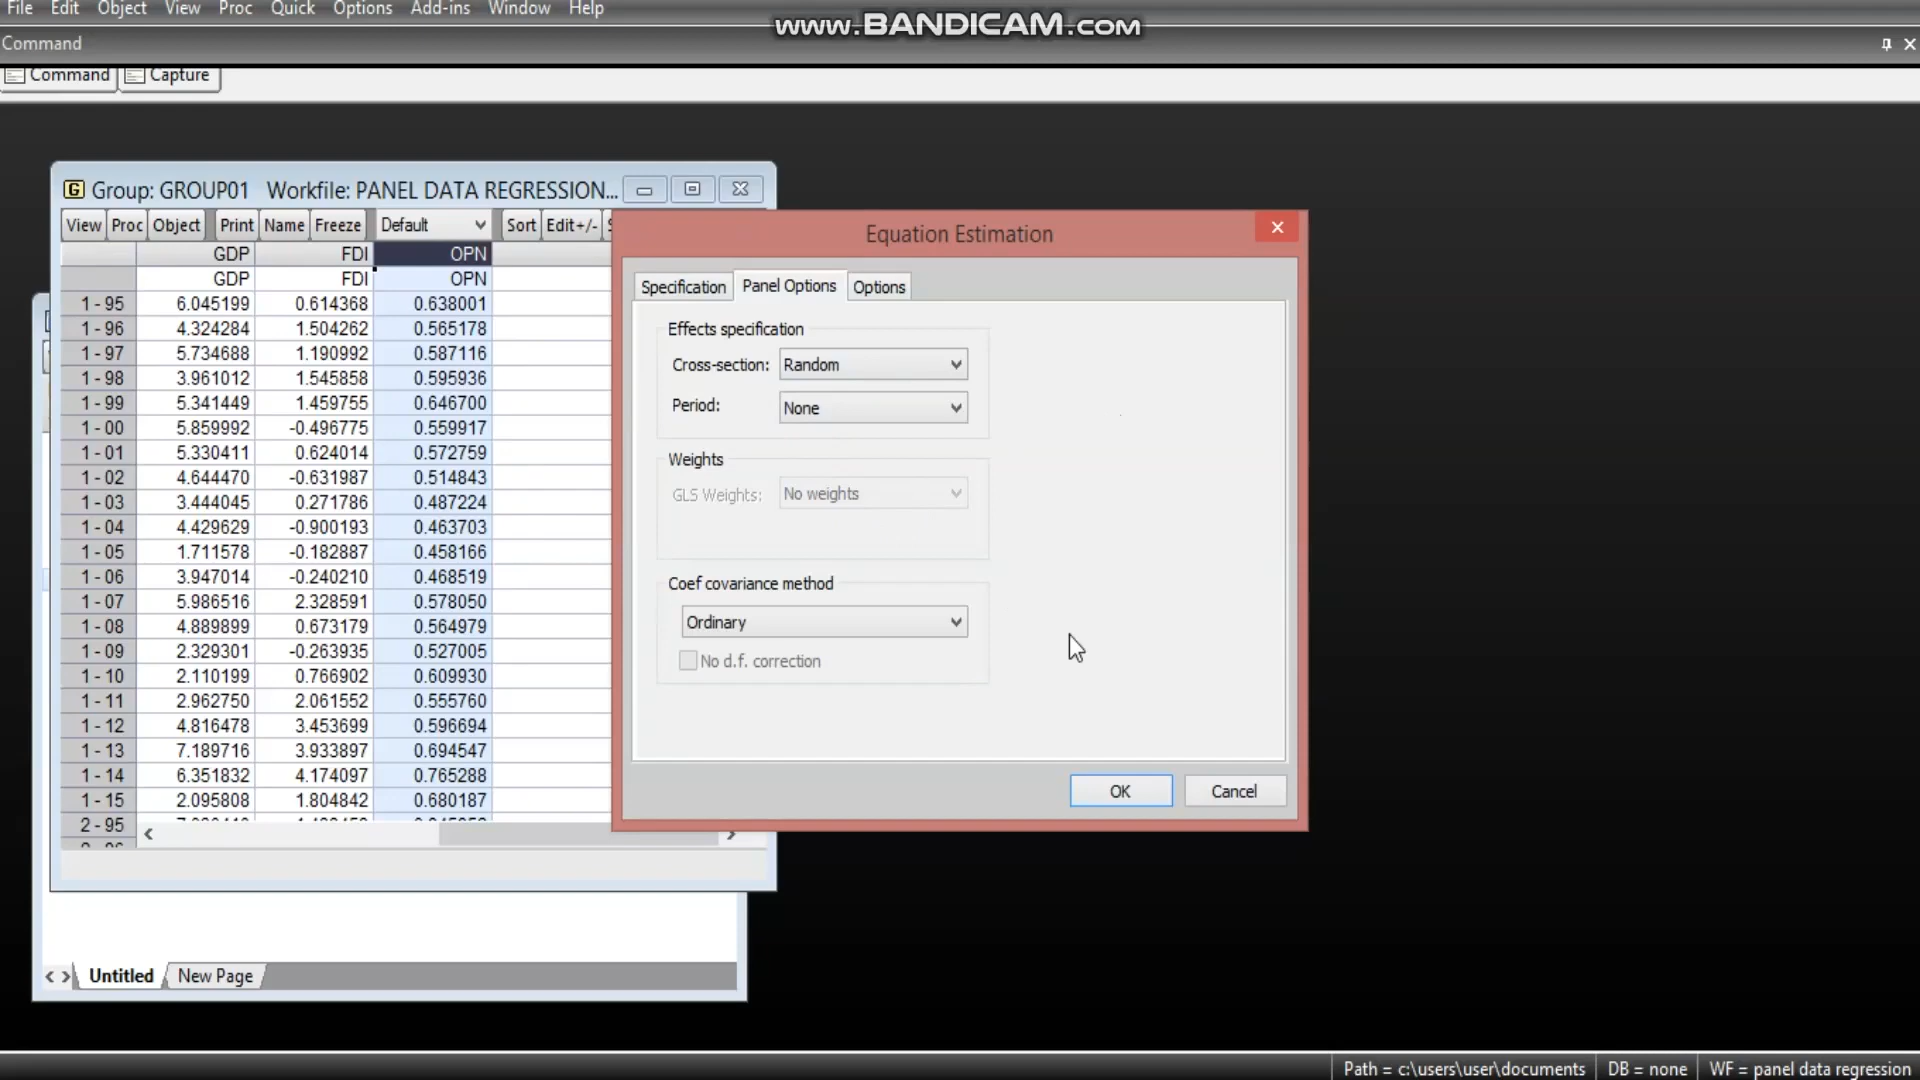 File Edit Object View Proc Quick Options Add-ins Window Help
www.BANDICAM.com
Command
Command Capture
G Group: GROUP01 Workfile: PANEL DATA REGRESSION...
View Proc Object Print Name Freeze Default Sort Edit+/-
GDP FDI OPN
GDP FDI OPN
1 - 95 6.045199 0.614368 0.638001
1 - 96 4.324284 1.504262 0.565178
1 - 97 5.734688 1.190992 0.587116
1 - 98 3.961012 1.545858 0.595936
1 - 99 5.341449 1.459755 0.646700
1 - 00 5.859992 -0.496775 0.559917
1 - 01 5.330411 0.624014 0.572759
1 - 02 4.644470 -0.631987 0.514843
1 - 03 3.444045 0.271786 0.487224
1 - 04 4.429629 -0.900193 0.463703
1 - 05 1.711578 -0.182887 0.458166
1 - 06 3.947014 -0.240210 0.468519
1 - 07 5.986516 2.328591 0.578050
1 - 08 4.889899 0.673179 0.564979
1 - 09 2.329301 -0.263935 0.527005
1 - 10 2.110199 0.766902 0.609930
1 - 11 2.962750 2.061552 0.555760
1 - 12 4.816478 3.453699 0.596694
1 - 13 7.189716 3.933897 0.694547
1 - 14 6.351832 4.174097 0.765288
1 - 15 2.095808 1.804842 0.680187
2 - 95
Untitled New Page
Equation Estimation
Specification Panel Options Options
Effects specification
Cross-section: Random
Period: None
Weights
GLS Weights: No weights
Coef covariance method
Ordinary
No d.f. correction
OK Cancel
Path = c:\users\user\documents DB = none WF = panel data regression